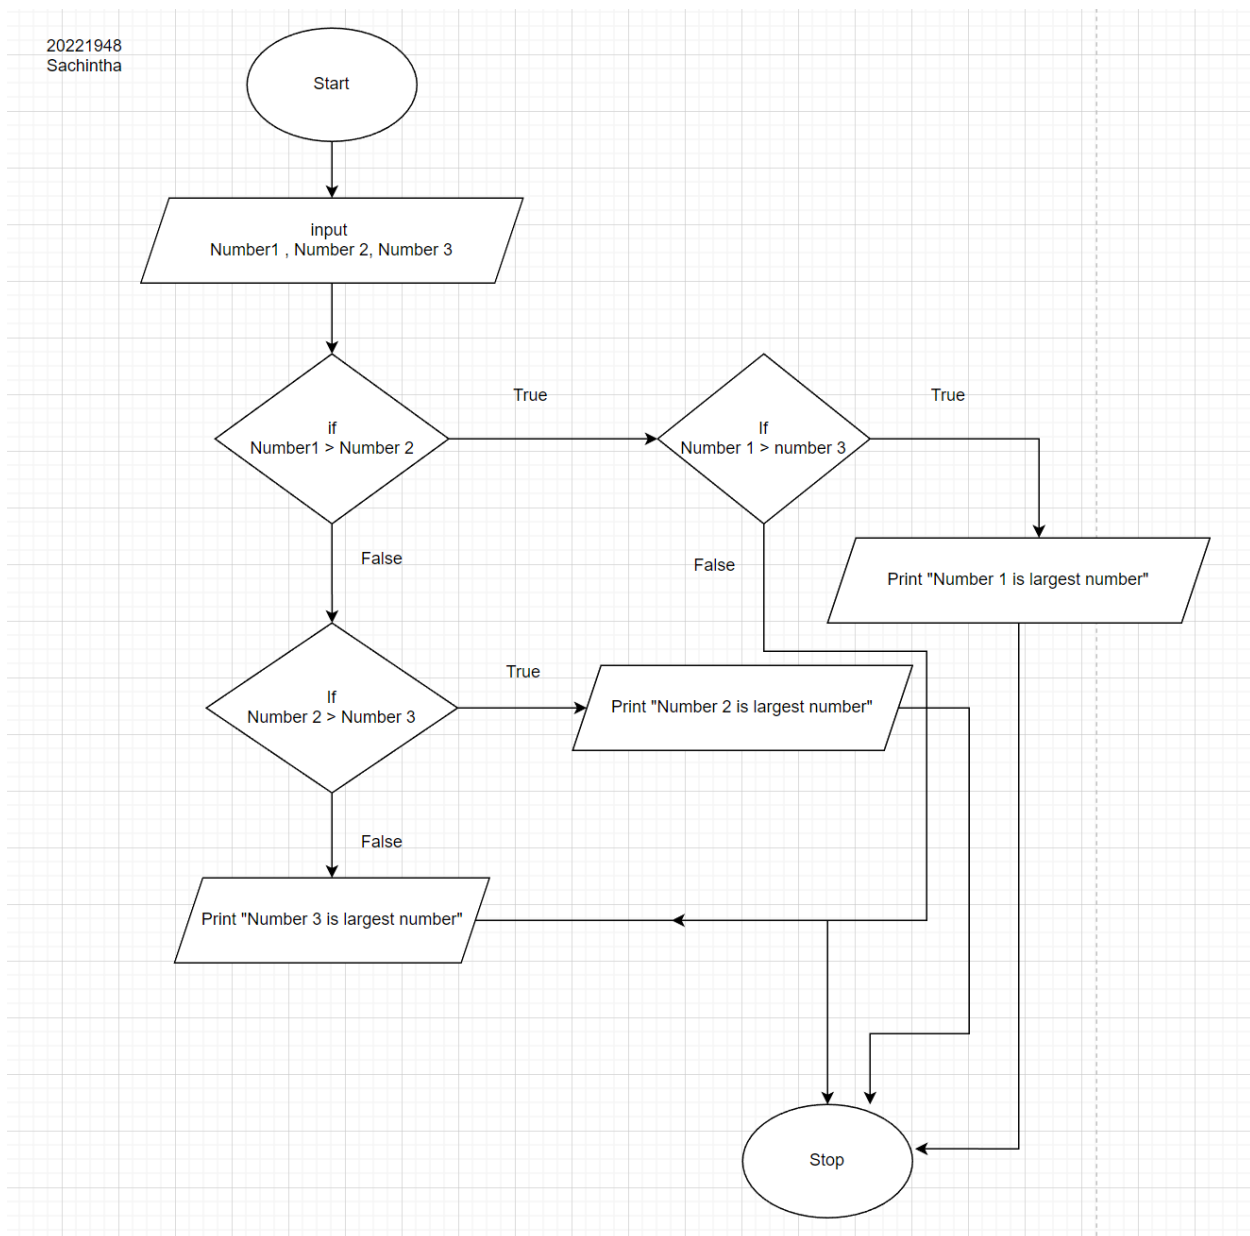 20221948
Sachintha
Start
input
Number1 , Number 2, Number 3
if
Number1 > Number 2
True
If
Number 1 > number 3
True
False
False
Print "Number 1 is largest number"
If
Number 2 > Number 3
True
Print "Number 2 is largest number"
False
Print "Number 3 is largest number"
Stop